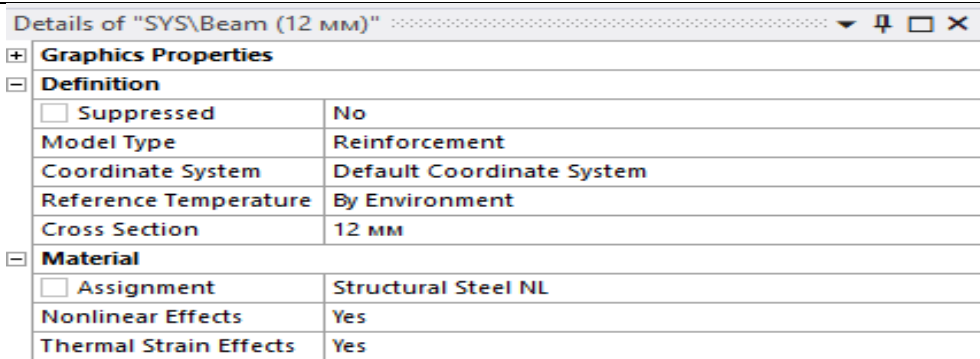 Details of "SYS\Beam (12 мм)"
Graphics Properties
Definition
Suppressed No
Model Type Reinforcement
Coordinate System Default Coordinate System
Reference Temperature By Environment
Cross Section 12 мм
Material
Assignment Structural Steel NL
Nonlinear Effects Yes
Thermal Strain Effects Yes